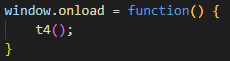 window.onload = function() {
    t4();
}